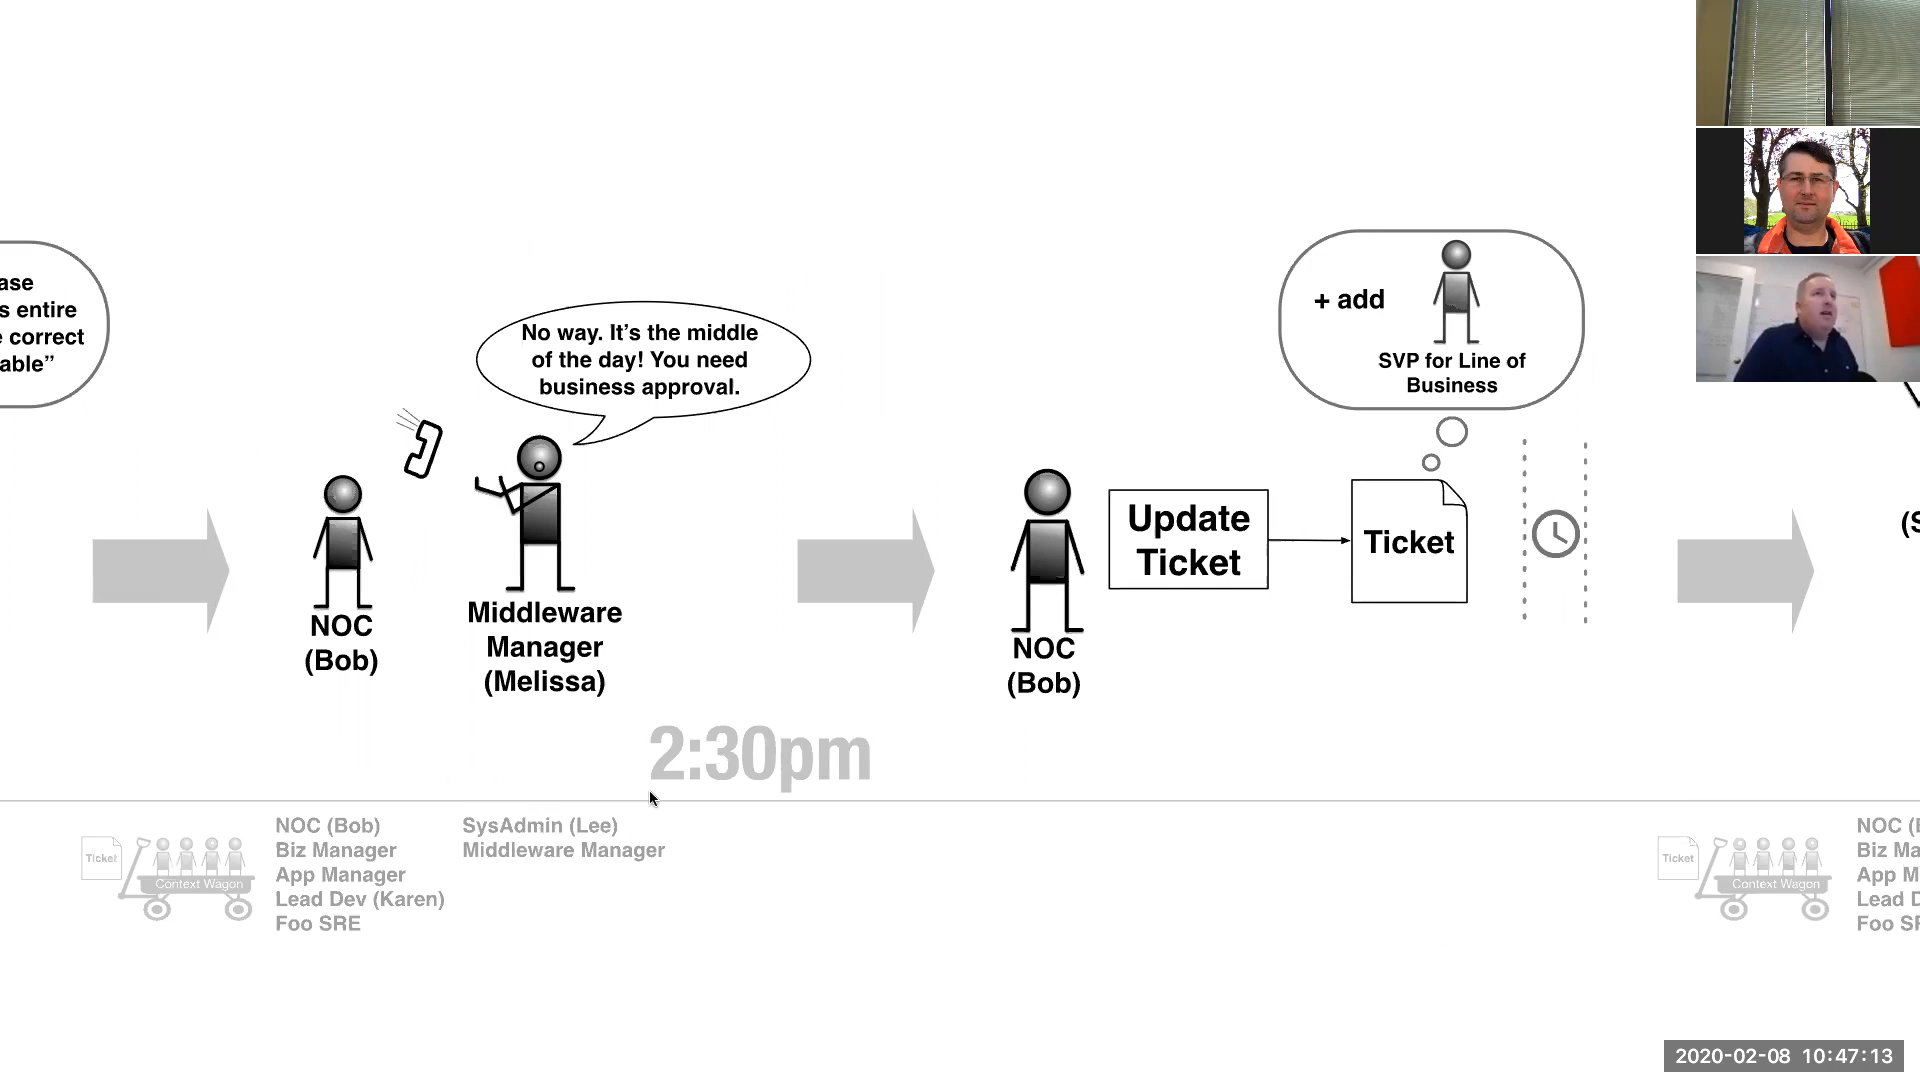 ase
s entire
e correct
able”
No way. It’s the middle
of the day! You need
business approval.
+ add
SVP for Line of
Business
Update
Ticket
Ticket
NOC
(Bob)
Middleware
Manager
(Melissa)
NOC
(Bob)
(S
2:30pm
Ticket
Context Wagon
NOC (Bob)
Biz Manager
App Manager
Lead Dev (Karen)
Foo SRE
SysAdmin (Lee)
Middleware Manager
Ticket
Context Wagon
NOC (
Biz Ma
App M
Lead D
Foo SR
2020-02-08 10:47:13